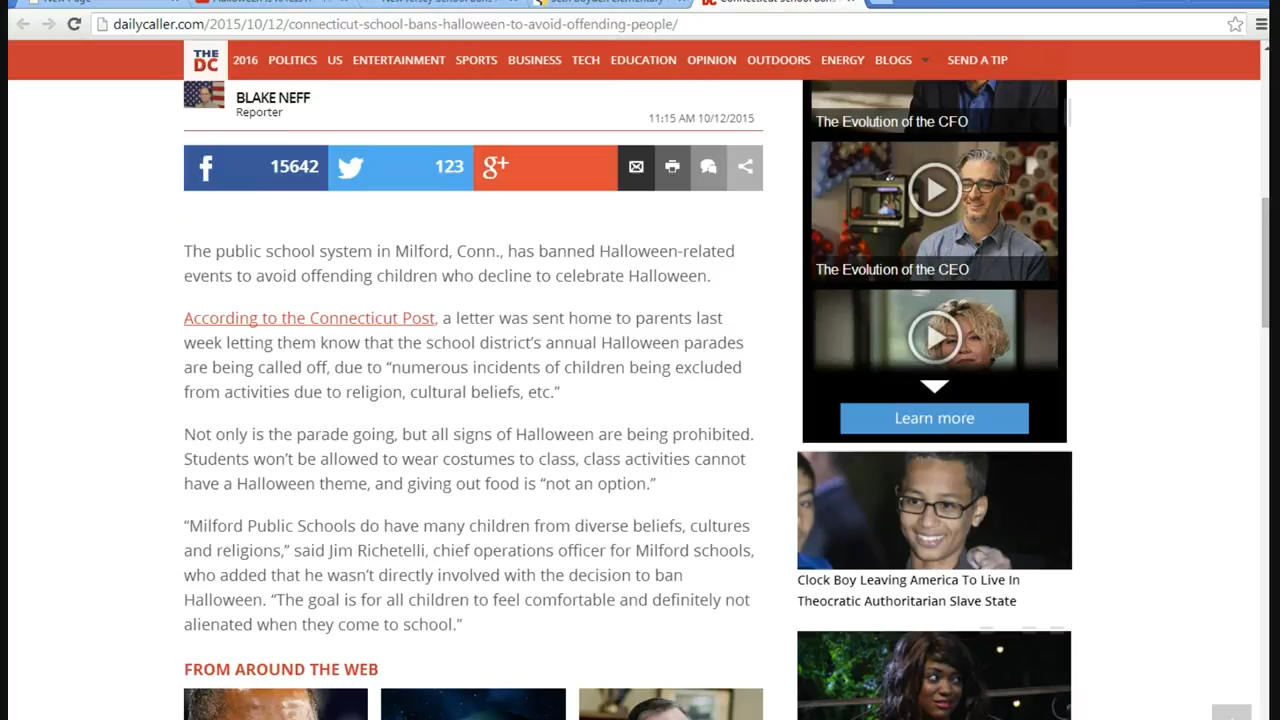 dailycaller.com/2015/10/12/connecticut-school-bans-halloween-to-avoid-offending-people/
THE DC 2016 POLITICS US ENTERTAINMENT SPORTS BUSINESS TECH EDUCATION OPINION OUTDOORS ENERGY BLOGS SEND A TIP
BLAKE NEFF
Reporter
11:15 AM 10/12/2015
15642 123 g+
The public school system in Milford, Conn., has banned Halloween-related
events to avoid offending children who decline to celebrate Halloween.
According to the Connecticut Post, a letter was sent home to parents last
week letting them know that the school district’s annual Halloween parades
are being called off, due to “numerous incidents of children being excluded
from activities due to religion, cultural beliefs, etc.”
Not only is the parade going, but all signs of Halloween are being prohibited.
Students won’t be allowed to wear costumes to class, class activities cannot
have a Halloween theme, and giving out food is “not an option.”
“Milford Public Schools do have many children from diverse beliefs, cultures
and religions,” said Jim Richetelli, chief operations officer for Milford schools,
who added that he wasn’t directly involved with the decision to ban
Halloween. “The goal is for all children to feel comfortable and definitely not
alienated when they come to school.”
FROM AROUND THE WEB
The Evolution of the CFO
The Evolution of the CEO
Learn more
Clock Boy Leaving America To Live In
Theocratic Authoritarian Slave State